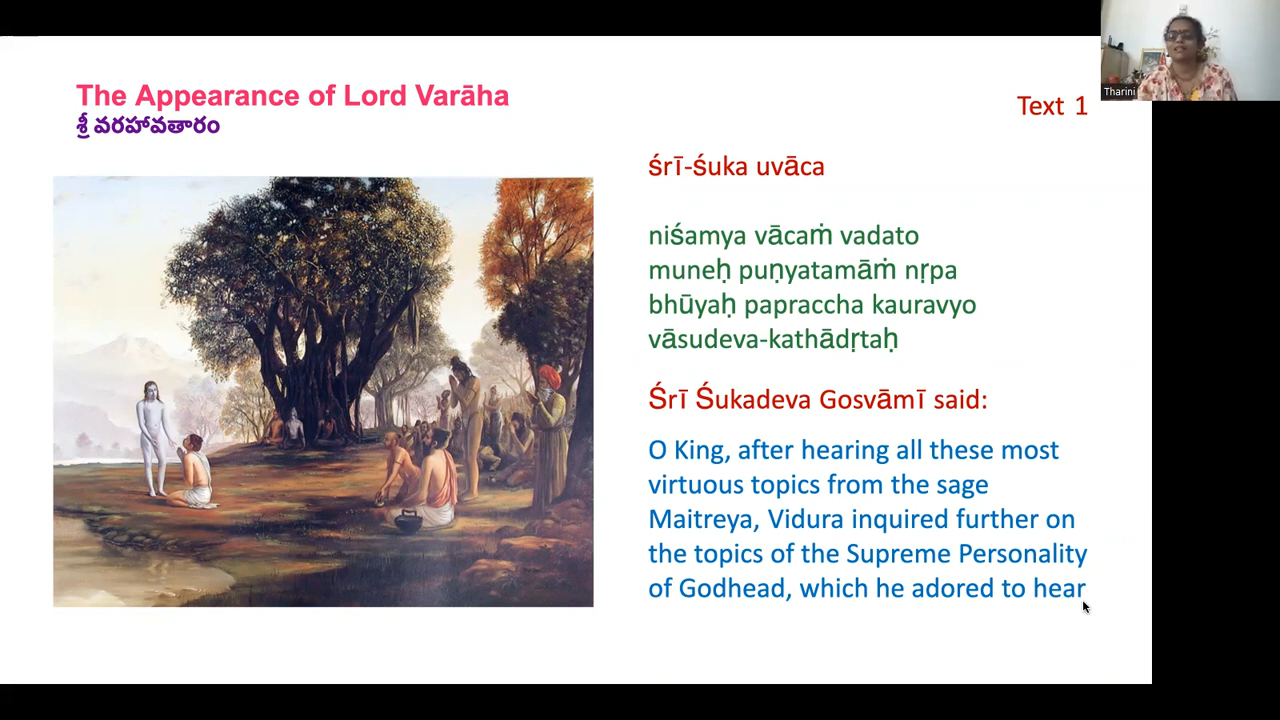 The Appearance of Lord Varāha
శ్రీ వరహావతారం
Text 1
śrī-śuka uvāca
niśamya vācaṁ vadato
muneḥ puṇyatamāṁ nṛpa
bhūyaḥ papraccha kauravyo
vāsudeva-kathādṛtaḥ
Śrī Śukadeva Gosvāmī said:
O King, after hearing all these most
virtuous topics from the sage
Maitreya, Vidura inquired further on
the topics of the Supreme Personality
of Godhead, which he adored to hear
Tharini